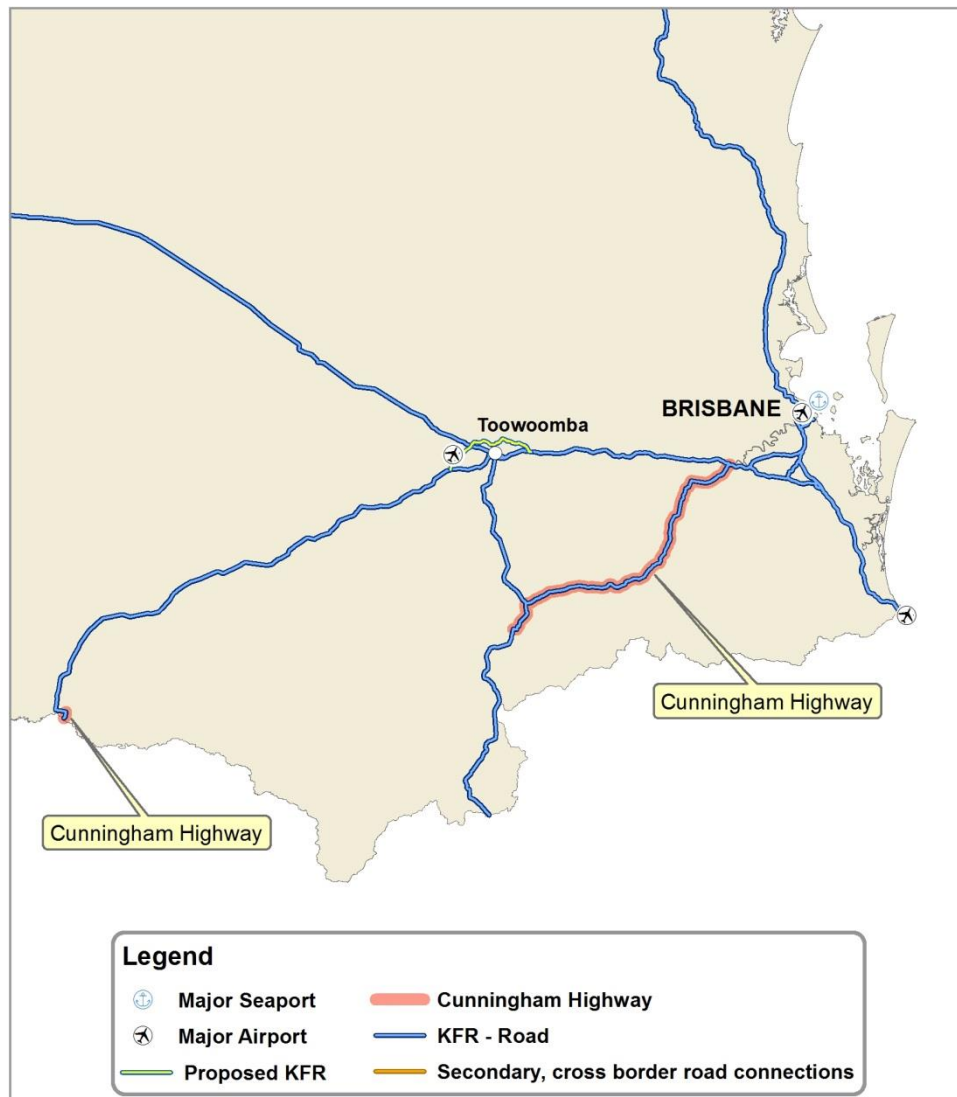 BRISBANE
Toowoomba
Cunningham Highway
Cunningham Highway
Legend
Major Seaport
Cunningham Highway
Major Airport
KFR - Road
Proposed KFR
Secondary, cross border road connections